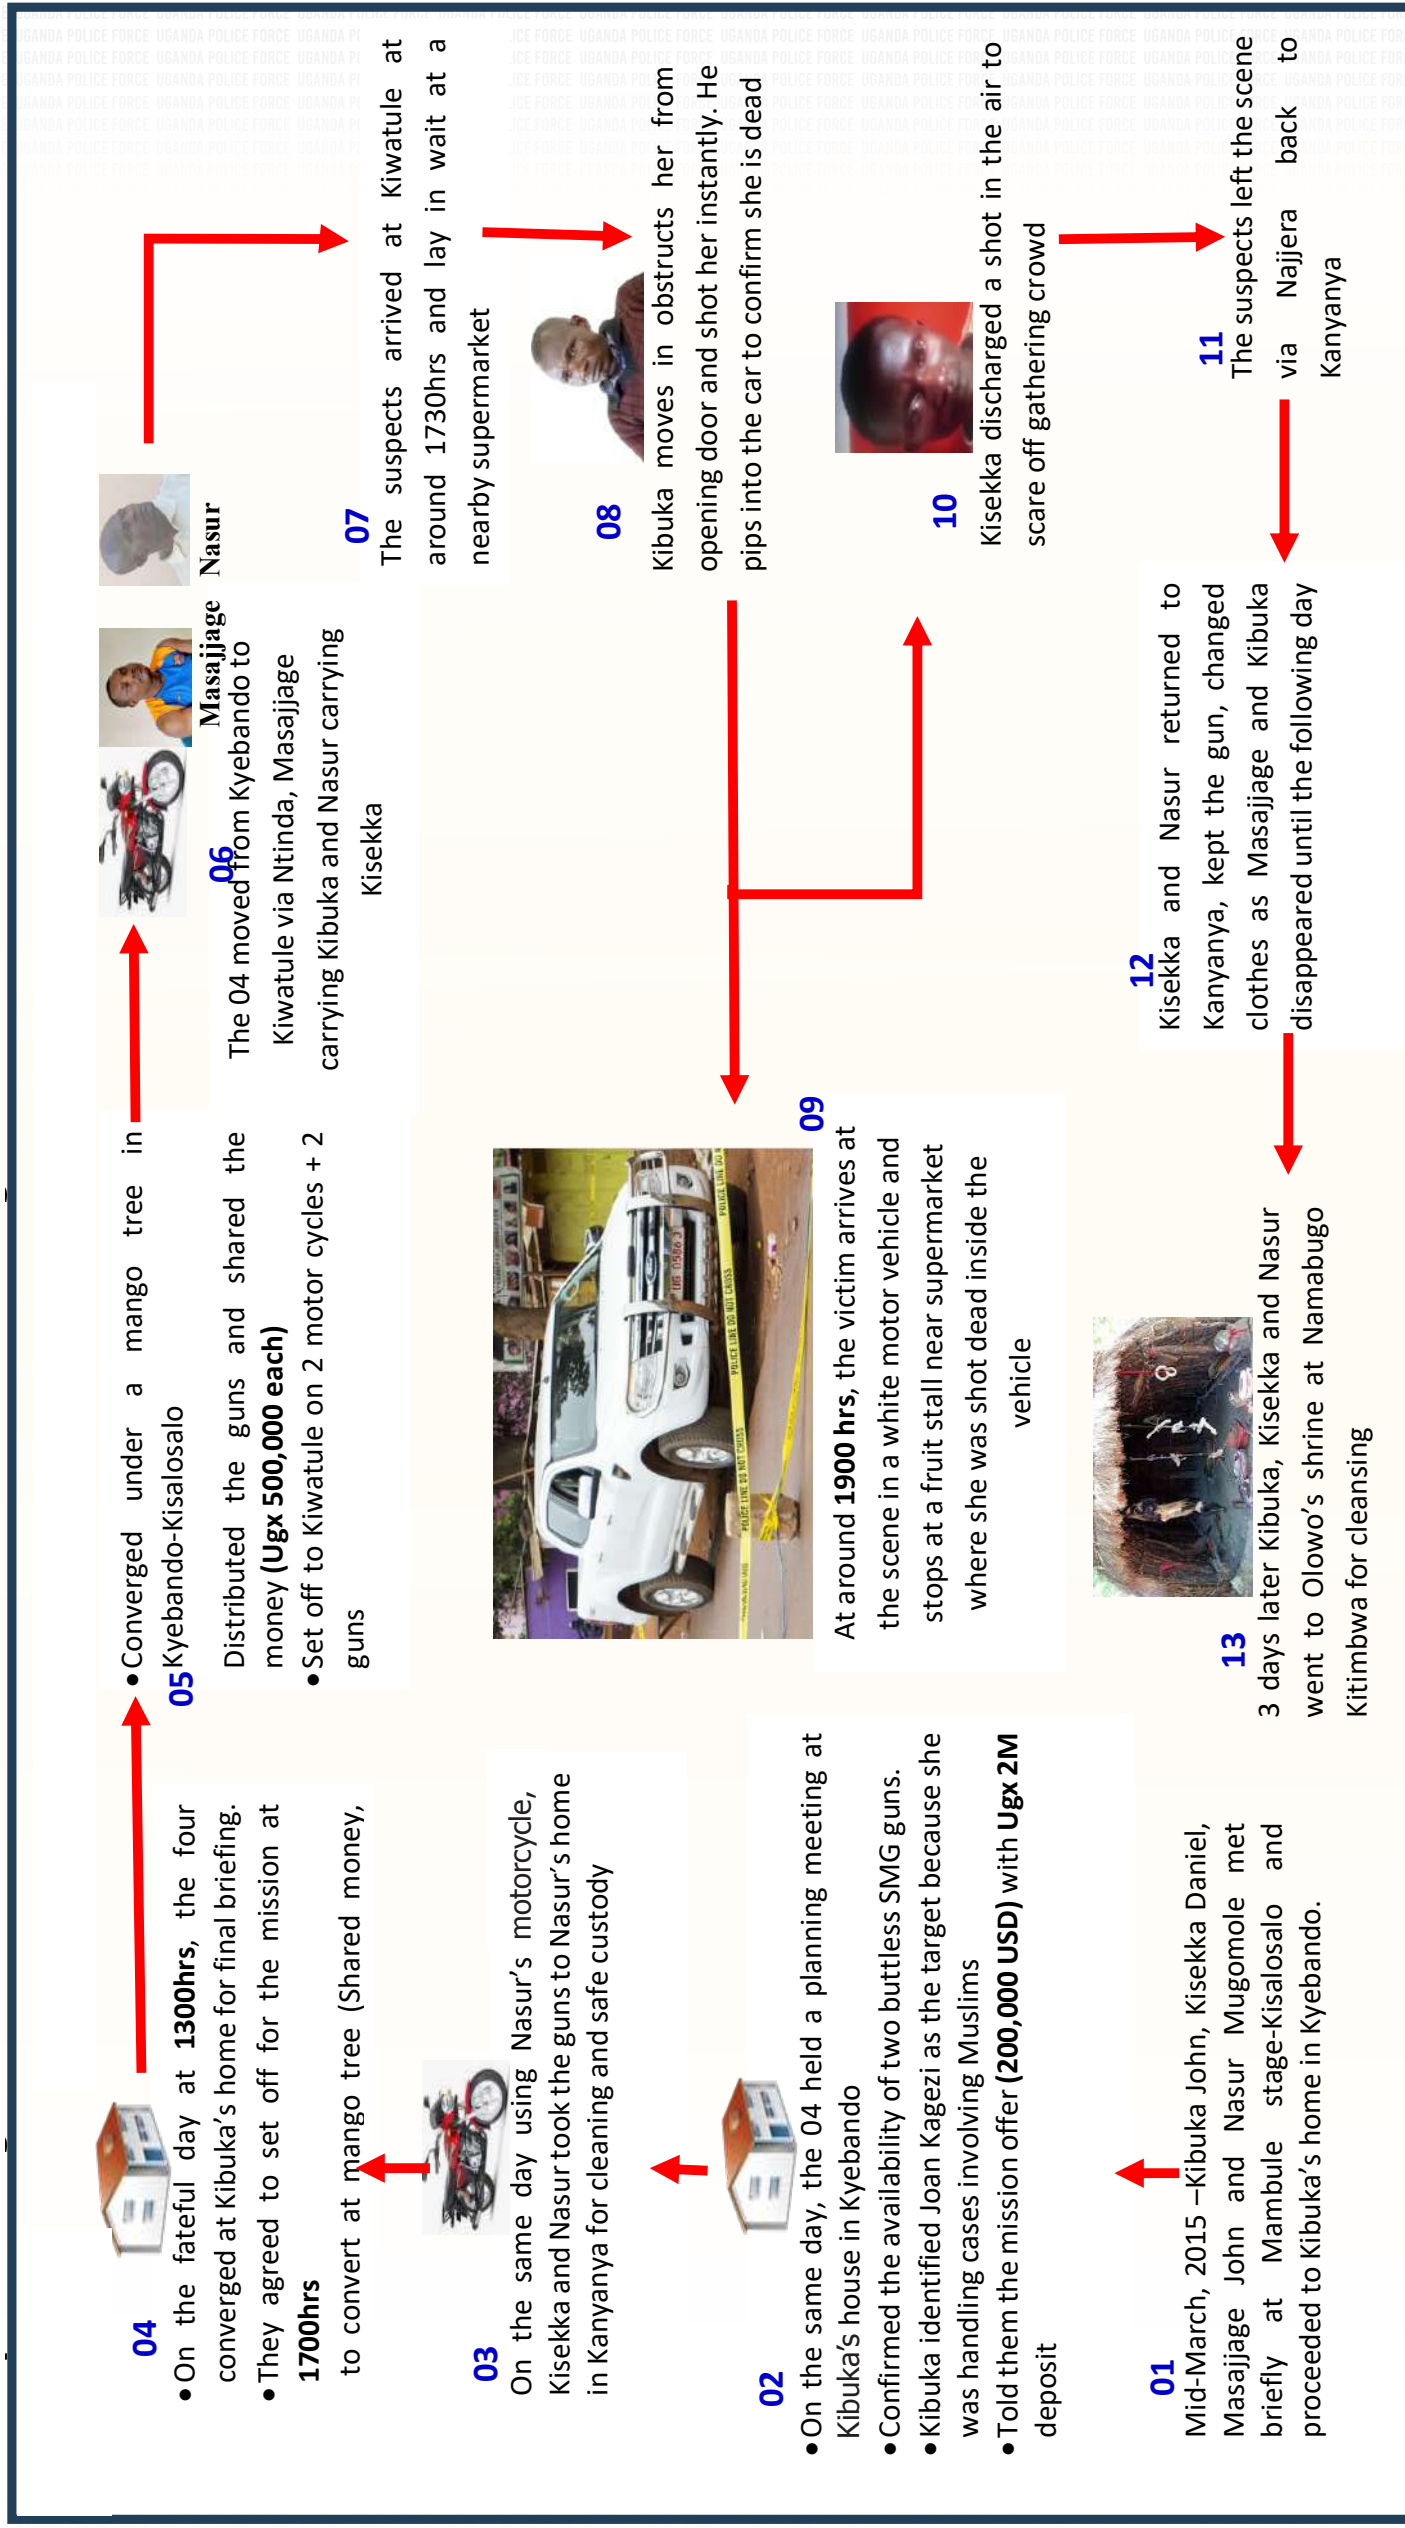 01
Mid-March, 2015 –Kibuka John, Kisekka Daniel,
Masajjage John and Nasur Mugomole met
briefly at Mambule stage-Kisalosalo and
proceeded to Kibuka's home in Kyebando.
02
•On the same day, the 04 held a planning meeting at
Kibuka's house in Kyebando
•Confirmed the availability of two buttless SMG guns.
•Kibuka identified Joan Kagezi as the target because she
was handling cases involving Muslims
•Told them the mission offer (200,000 USD) with Ugx 2M
deposit
03
On the same day using Nasur's motorcycle,
Kisekka and Nasur took the guns to Nasur's home
in Kanyanya for cleaning and safe custody
04
•On the fateful day at 1300hrs, the four
converged at Kibuka's home for final briefing.
•They agreed to set off for the mission at
1700hrs
to convert at mango tree (Shared money,
•Converged under a mango tree in
05
Kyebando-Kisalosalo
Distributed the guns and shared the
money (Ugx 500,000 each)
•Set off to Kiwatule on 2 motor cycles + 2
guns
Masajjage Nasur
06
The 04 moved from Kyebando to
Kiwatule via Ntinda, Masajjage
carrying Kibuka and Nasur carrying
Kisekka
07
The suspects arrived at Kiwatule at
around 1730hrs and lay in wait at a
nearby supermarket
08
Kibuka moves in obstructs her from
opening door and shot her instantly. He
pips into the car to confirm she is dead
UG 0586J
POLICE LINE DO NOT CROSS
POLICE LINE DO NOT CROSS
POLICE LINE DO NOT
09
At around 1900 hrs, the victim arrives at
the scene in a white motor vehicle and
stops at a fruit stall near supermarket
where she was shot dead inside the
vehicle
10
Kisekka discharged a shot in the air to
scare off gathering crowd
11
The suspects left the scene
via Najjera back to
Kanyanya
12
Kisekka and Nasur returned to
Kanyanya, kept the gun, changed
clothes as Masajjage and Kibuka
disappeared until the following day
13
3 days later Kibuka, Kisekka and Nasur
went to Olowo's shrine at Namabugo
Kitimbwa for cleansing